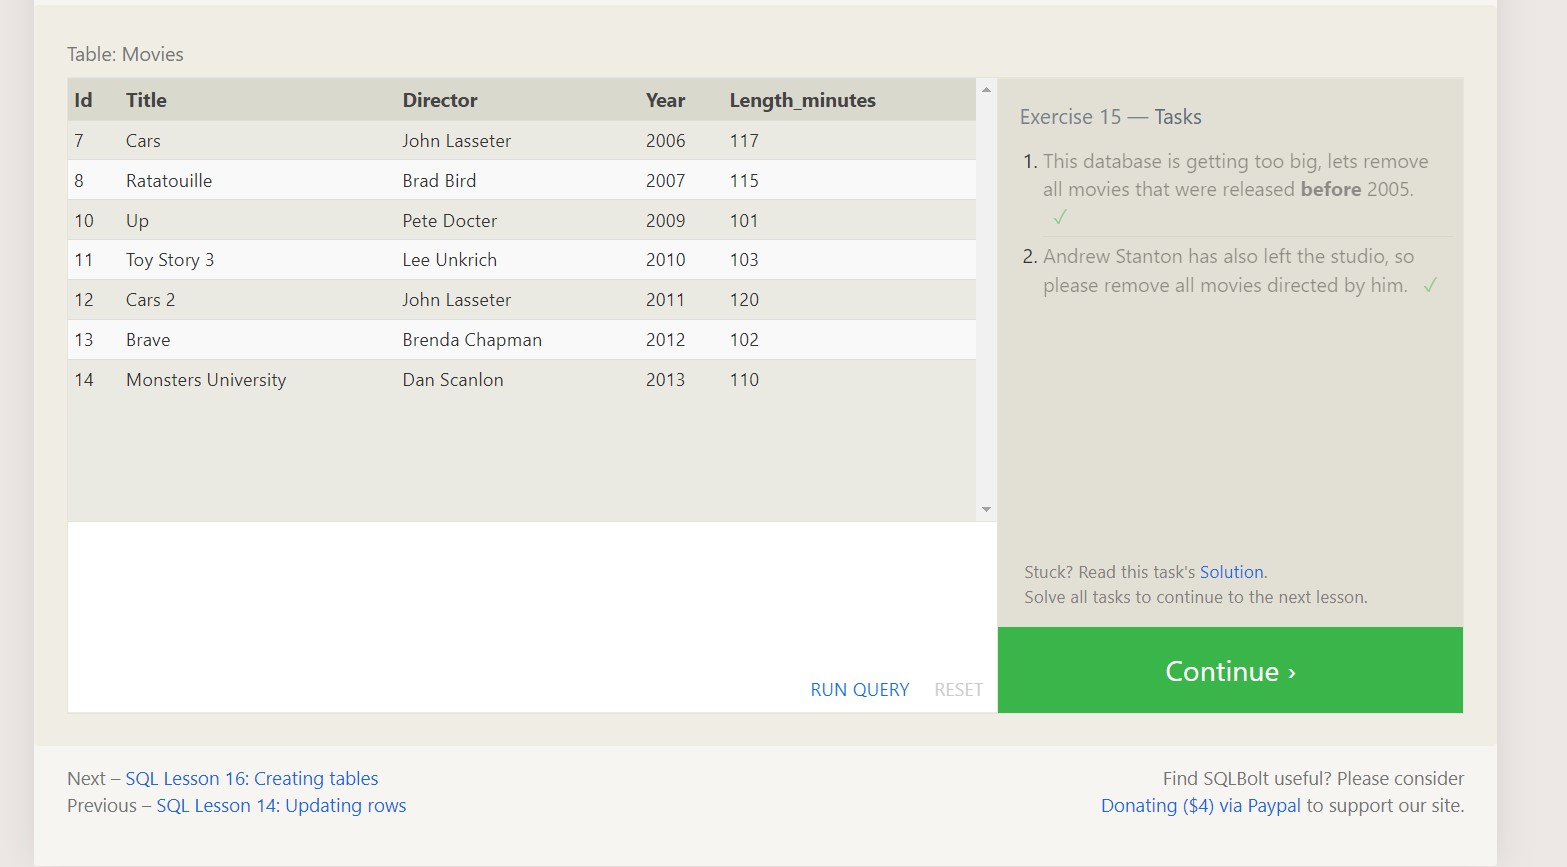 Table: Movies
Id Title Director Year Length_minutes
7 Cars John Lasseter 2006 117
8 Ratatouille Brad Bird 2007 115
10 Up Pete Docter 2009 101
11 Toy Story 3 Lee Unkrich 2010 103
12 Cars 2 John Lasseter 2011 120
13 Brave Brenda Chapman 2012 102
14 Monsters University Dan Scanlon 2013 110
RUN QUERY RESET
Exercise 15 — Tasks
1. This database is getting too big, lets remove
all movies that were released before 2005.
✓
2. Andrew Stanton has also left the studio, so
please remove all movies directed by him. ✓
Stuck? Read this task's Solution.
Solve all tasks to continue to the next lesson.
Continue ›
Next – SQL Lesson 16: Creating tables
Previous – SQL Lesson 14: Updating rows
Find SQLBolt useful? Please consider
Donating ($4) via Paypal to support our site.